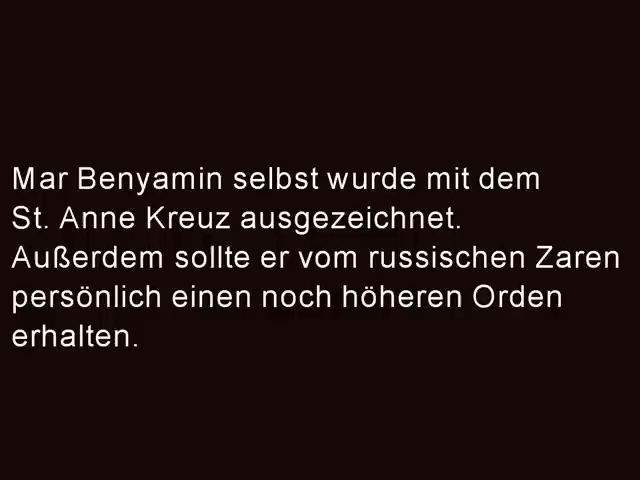 Mar Benyamin selbst wurde mit dem
St. Anne Kreuz ausgezeichnet.
Außerdem sollte er vom russischen Zaren
persönlich einen noch höheren Orden
erhalten.